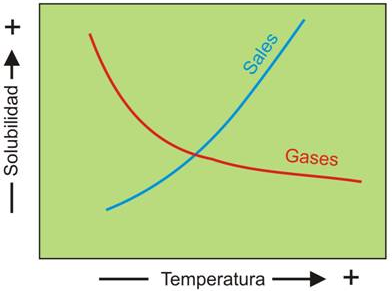 +
Solubilidad
Sales
Gases
Temperatura
+